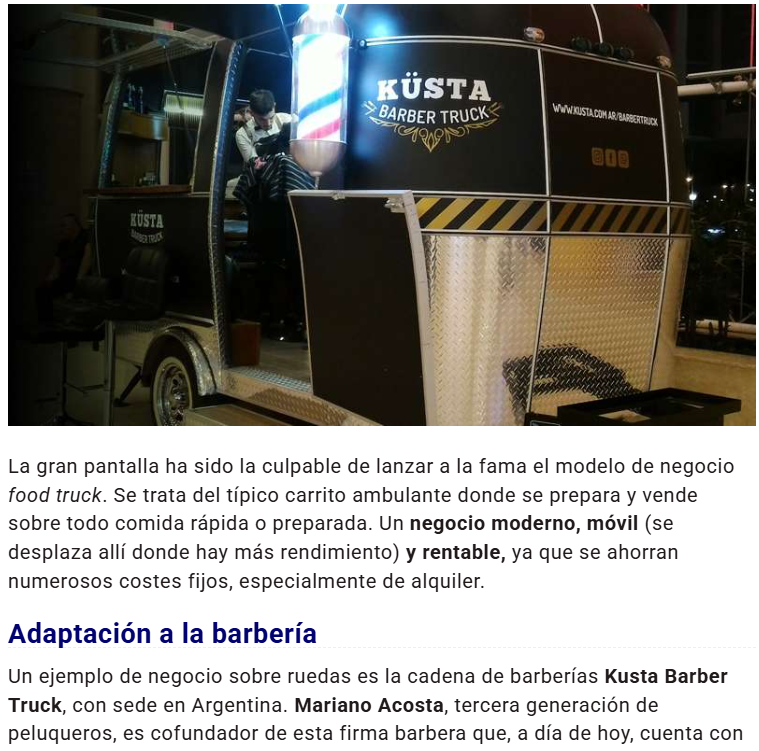 KÜSTA
BARBER TRUCK
WWW.KUSTA.COM.AR/BARBERTRUCK
KÜSTA
BARBER TRUCK
La gran pantalla ha sido la culpable de lanzar a la fama el modelo de negocio
food truck. Se trata del típico carrito ambulante donde se prepara y vende
sobre todo comida rápida o preparada. Un negocio moderno, móvil (se
desplaza allí donde hay más rendimiento) y rentable, ya que se ahorran
numerosos costes fijos, especialmente de alquiler.
Adaptación a la barbería
Un ejemplo de negocio sobre ruedas es la cadena de barberías Kusta Barber
Truck, con sede en Argentina. Mariano Acosta, tercera generación de
peluqueros, es cofundador de esta firma barbera que, a día de hoy, cuenta con